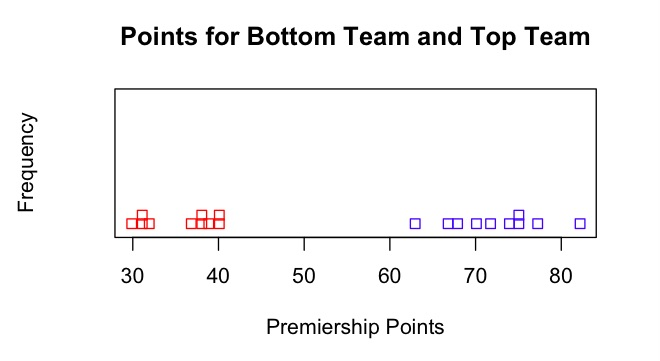 Points for Bottom Team and Top Team
Frequency
30 40 50 60 70 80
Premiership Points